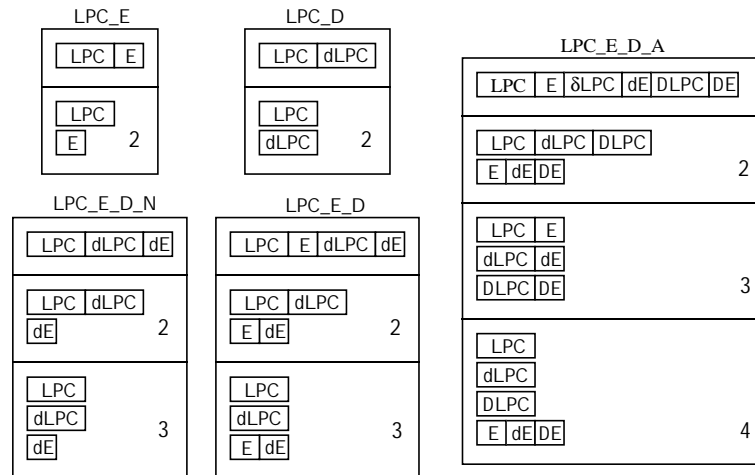 LPC_E
LPC E
LPC
E 2
LPC_D
LPC dLPC
LPC
dLPC 2
LPC_E_D_A
LPC E δLPC dE DLPC DE
LPC dLPC DLPC
E dE DE 2
LPC E
dLPC dE
DLPC DE 3
LPC
dLPC
DLPC
E dE DE 4
LPC_E_D_N
LPC dLPC dE
LPC dLPC
dE 2
LPC
dLPC
dE 3
LPC_E_D
LPC E dLPC dE
LPC dLPC
E dE 2
LPC
dLPC
E dE 3